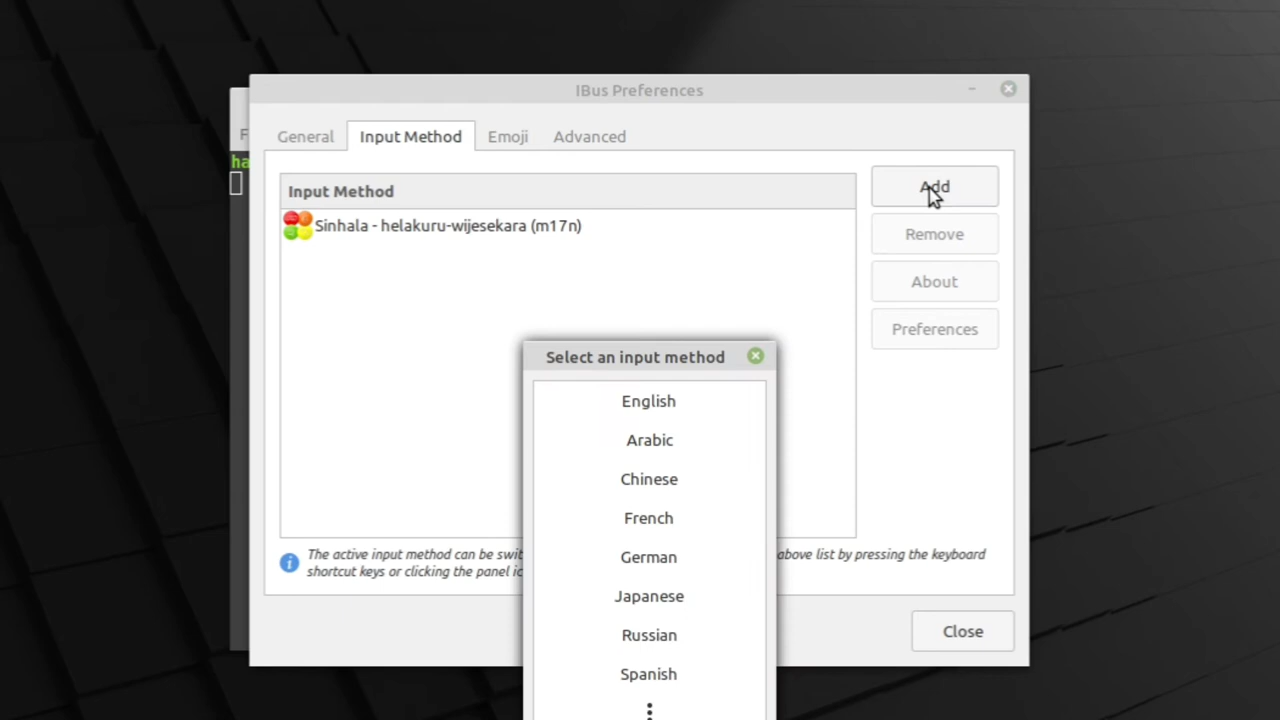 IBus Preferences
General
Input Method
Emoji
Advanced
Input Method
Sinhala - helakuru-wijesekara (m17n)
Add
Remove
About
Preferences
Select an input method
English
Arabic
Chinese
French
German
Japanese
Russian
Spanish
The active input method can be above list by pressing the keyboard
shortcut keys or clicking the panel
Close
F
ha